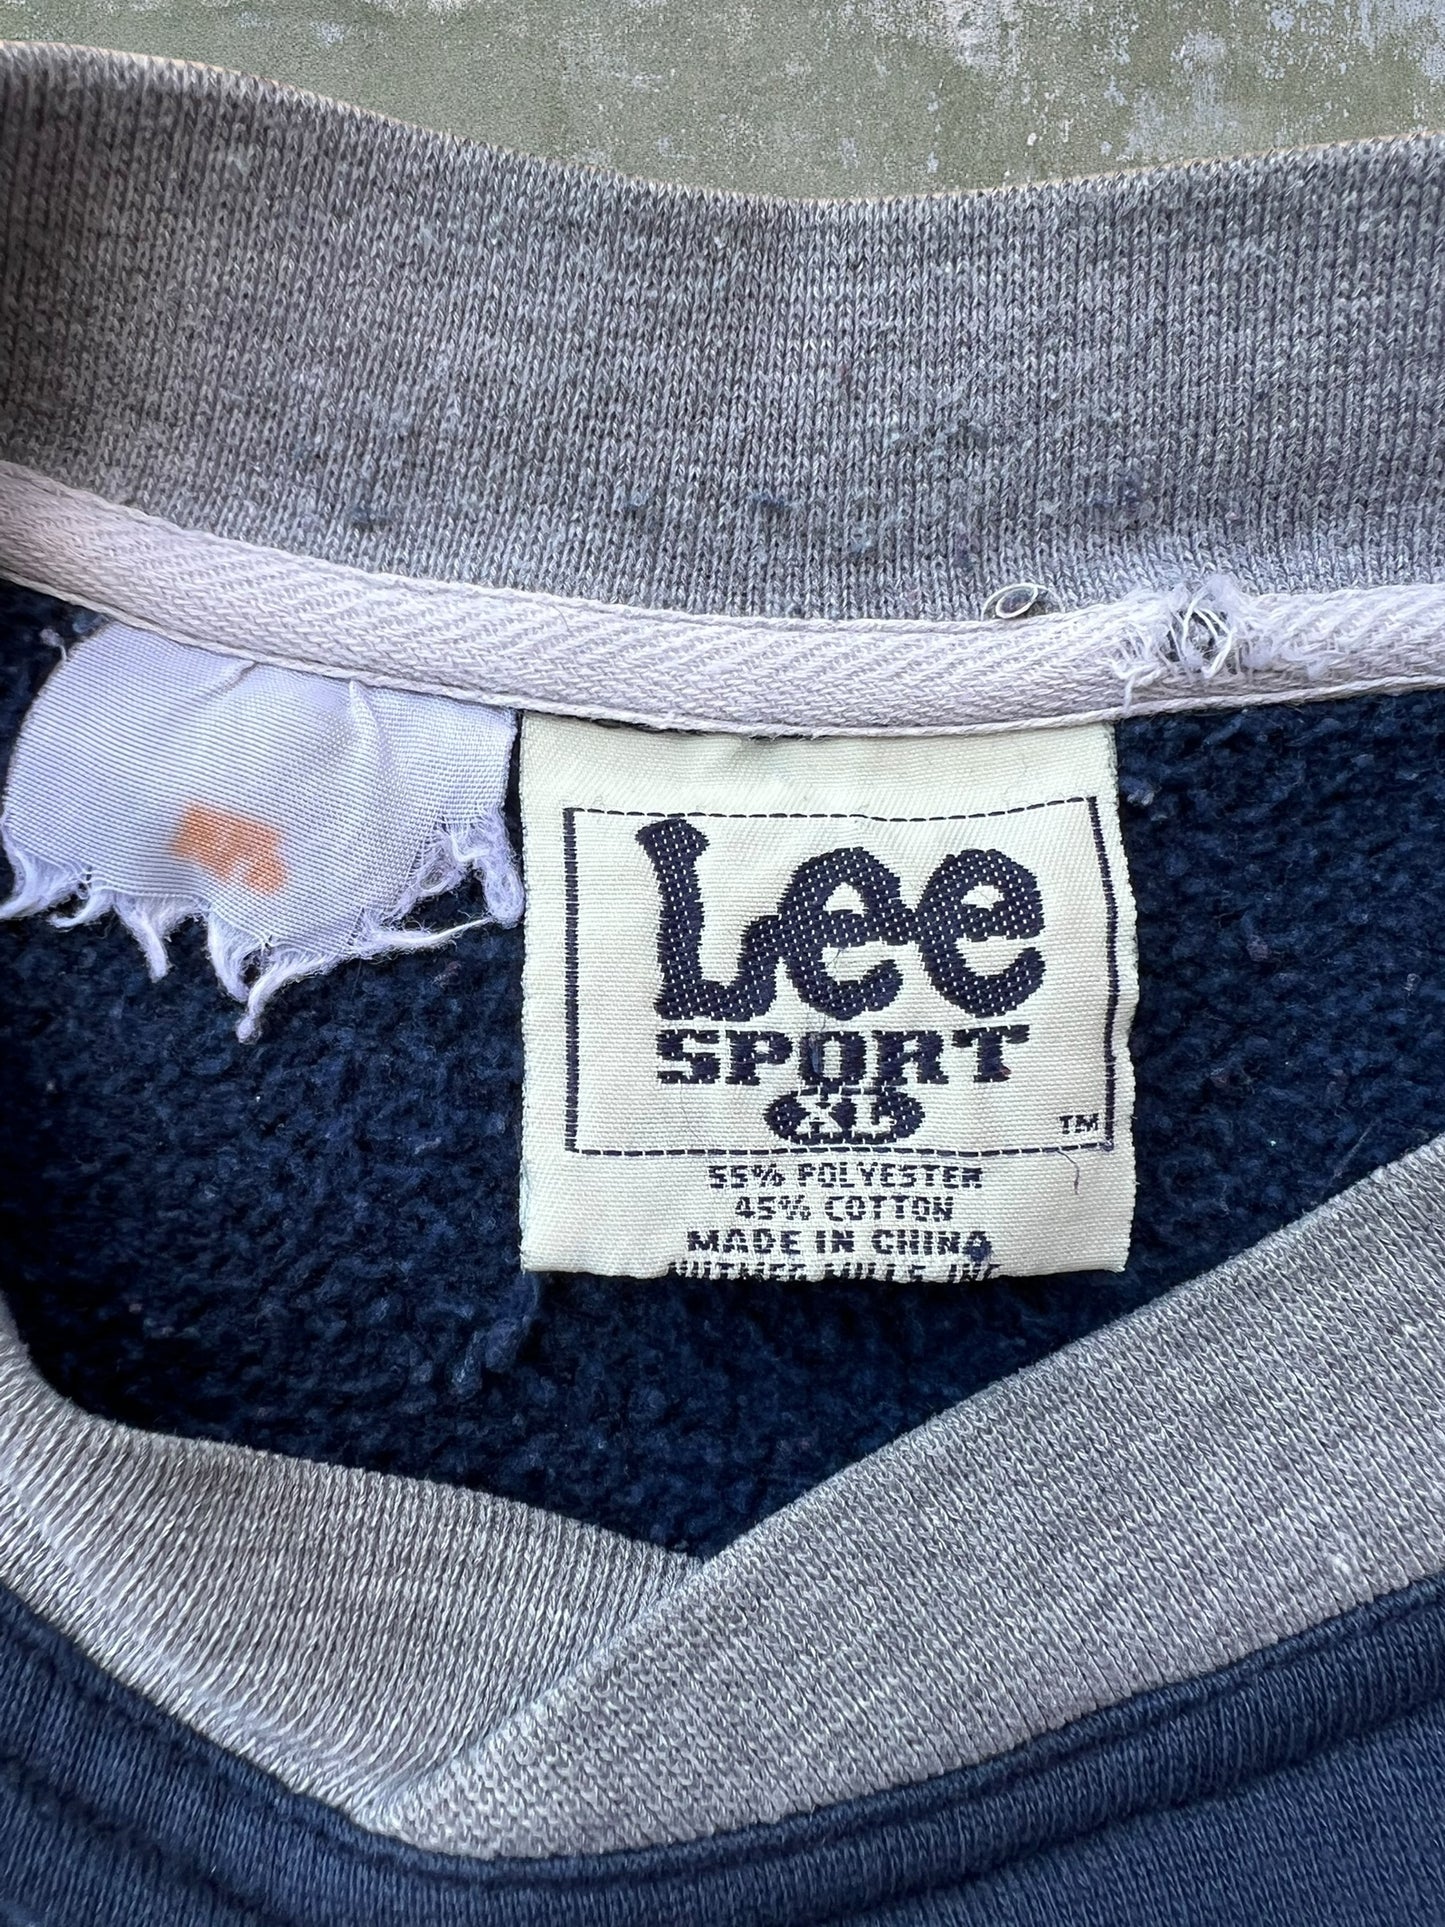 Lee
SPORT
XL
TM
55% POLYESTER
45% COTTON
MADE IN CHINA